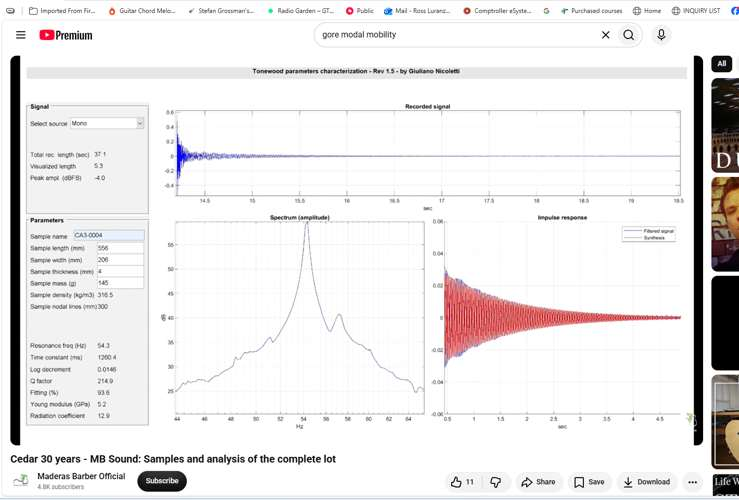 Imported From Fir...
Guitar Chord Melo...
Stefan Grossman's...
Radio Garden – GT...
Public
Mail - Ross Luranz...
Comptroller eSyste...
G
Purchased courses
Home
INQUIRY LIST
Premium
gore modal mobility
All
Tonewood parameters characterization - Rev 1.5 - by Giuliano Nicoletti
Signal
Select source Mono
Total rec. length (sec) 37.1
Visualized length 5.3
Peak ampl. (dBFS) -4.0
Recorded signal
0.6
0.4
0.2
0
-0.2
-0.4
14.5 15 15.5 16 16.5 17 17.5 18 18.5
sec
Parameters
Sample name CA3-0004
Sample length (mm) 556
Sample width (mm) 206
Sample thickness (mm) 4
Sample mass (g) 145
Sample density (kg/m3) 316.5
Sample nodal lines (mm) 300
Resonance freq (Hz) 54.3
Time constant (ms) 1260.4
Log decrement 0.0146
Q factor 214.9
Fitting (%) 93.6
Young modulus (GPa) 5.2
Radiation coefficient 12.9
Spectrum (amplitude)
55
50
45
40
35
30
25
dB
44 46 48 50 52 54 56 58 60 62 64
Hz
Impulse response
Filtered signal
Synthesis
0.06
0.04
0.02
0
-0.02
-0.04
-0.06
0.5 1 1.5 2 2.5 3 3.5 4 4.5
sec
D U
Life W
Cedar 30 years - MB Sound: Samples and analysis of the complete lot
Maderas Barber Official
4.8K subscribers
Subscribe
11
Share
Save
Download